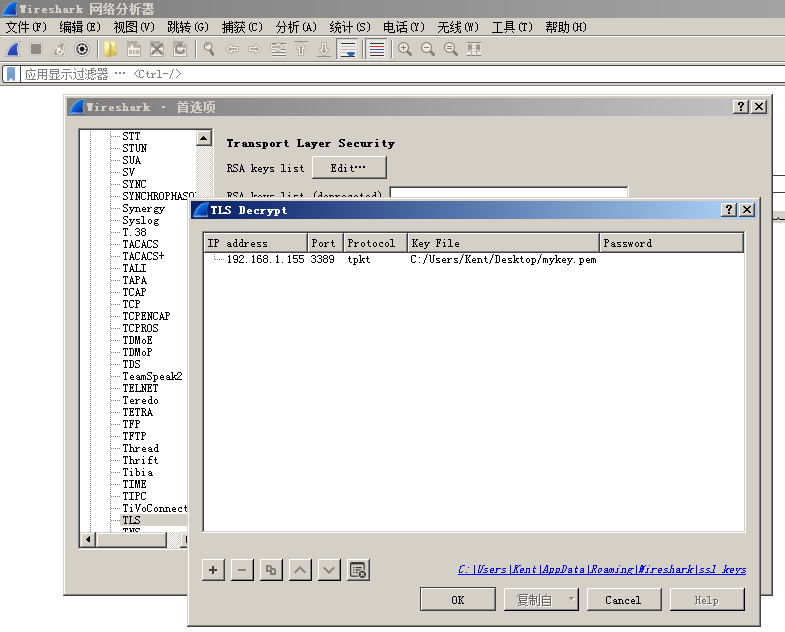 Wireshark 网络分析器
文件(F) 编辑(E) 视图(V) 跳转(G) 捕获(C) 分析(A) 统计(S) 电话(Y) 无线(W) 工具(T) 帮助(H)
应用显示过滤器 … <Ctrl-/>
Wireshark · 首选项
STT
STUN
SUA
SV
SYNC
SYNCHROPHASO
Synergy
Syslog
T.38
TACACS
TACACS+
TALI
TAPA
TCAP
TCP
TCPENCAP
TCPROS
TDMoE
TDMoP
TDS
TeamSpeak2
TELNET
Teredo
TETRA
TFP
TFTP
Thread
Thrift
Tibia
TIME
TIPC
TiVoConnect
TLS
TNS
Transport Layer Security
RSA keys list Edit…
RSA keys list (deprecated)
TLS Decrypt
IP address Port Protocol Key File Password
192.168.1.155 3389 tpkt C:/Users/Kent/Desktop/mykey.pem
C:\Users\Kent\AppData\Roaming\Wireshark\ssl_keys
OK 复制自 Cancel Help